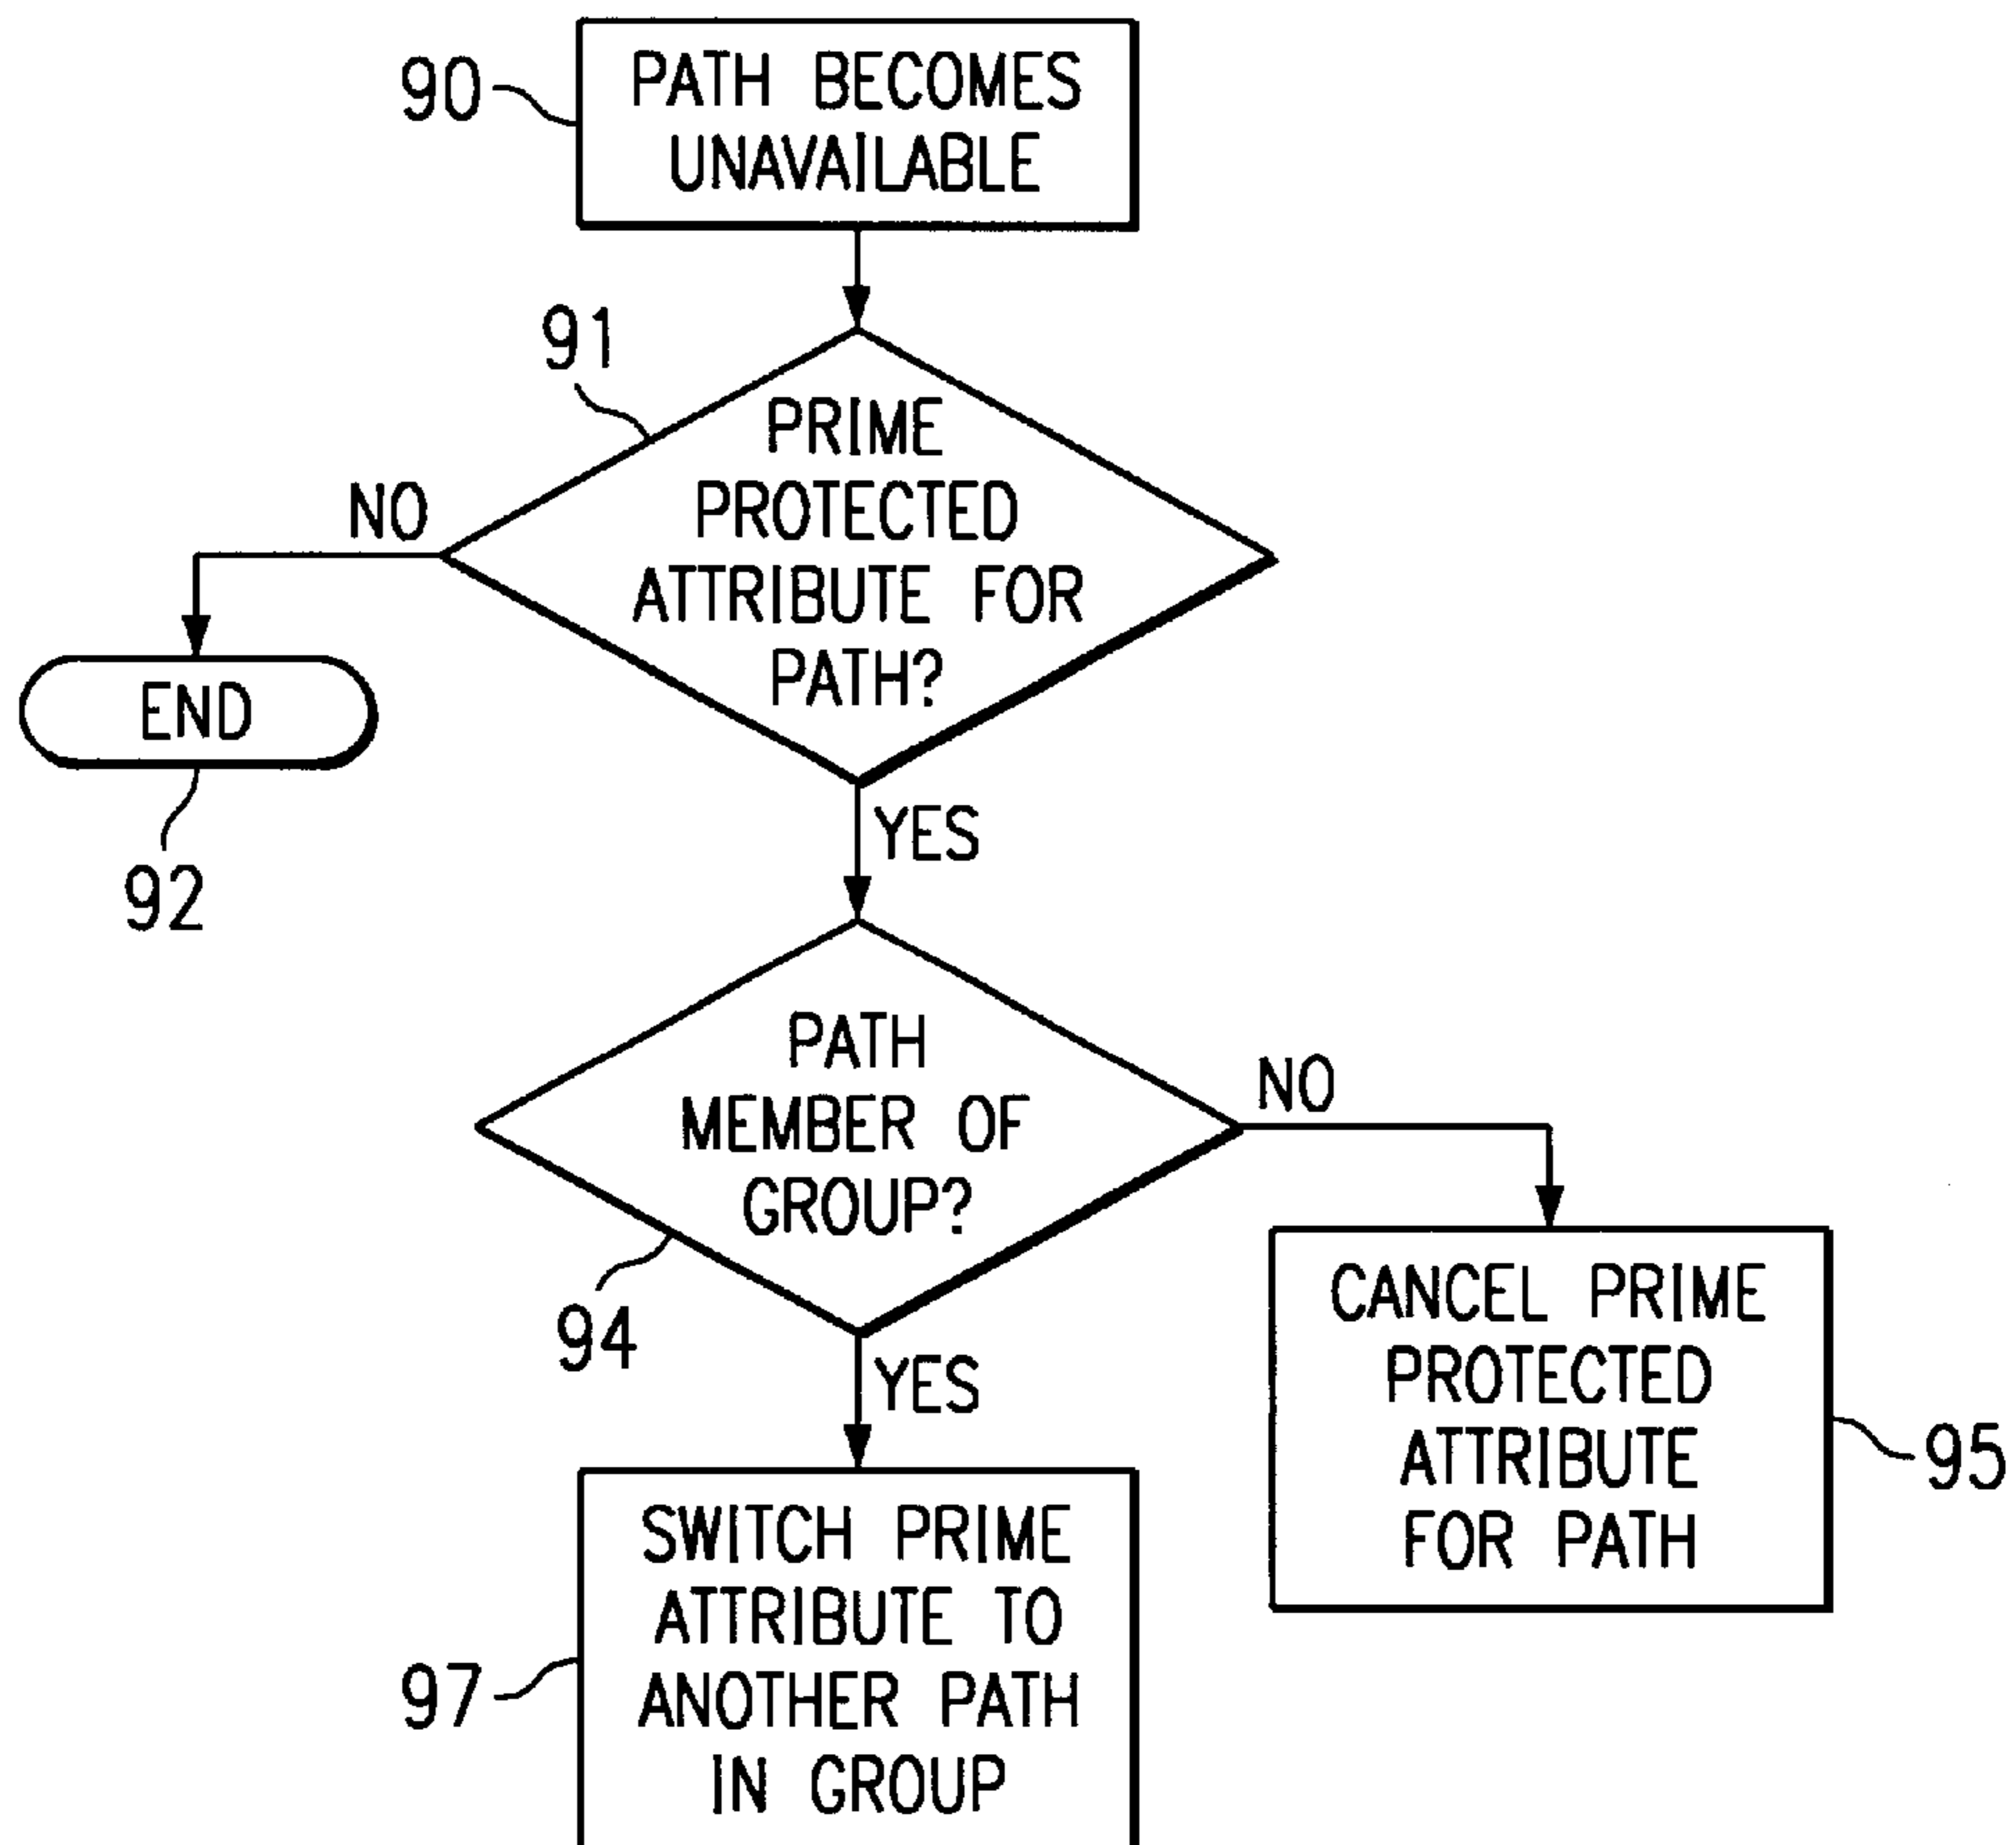 90
PATH BECOMES
UNAVAILABLE
91
PRIME
PROTECTED
ATTRIBUTE FOR
PATH?
NO
END
92
YES
PATH
MEMBER OF
GROUP?
NO
94
YES
CANCEL PRIME
PROTECTED
ATTRIBUTE
FOR PATH
95
SWITCH PRIME
ATTRIBUTE TO
ANOTHER PATH
IN GROUP
97